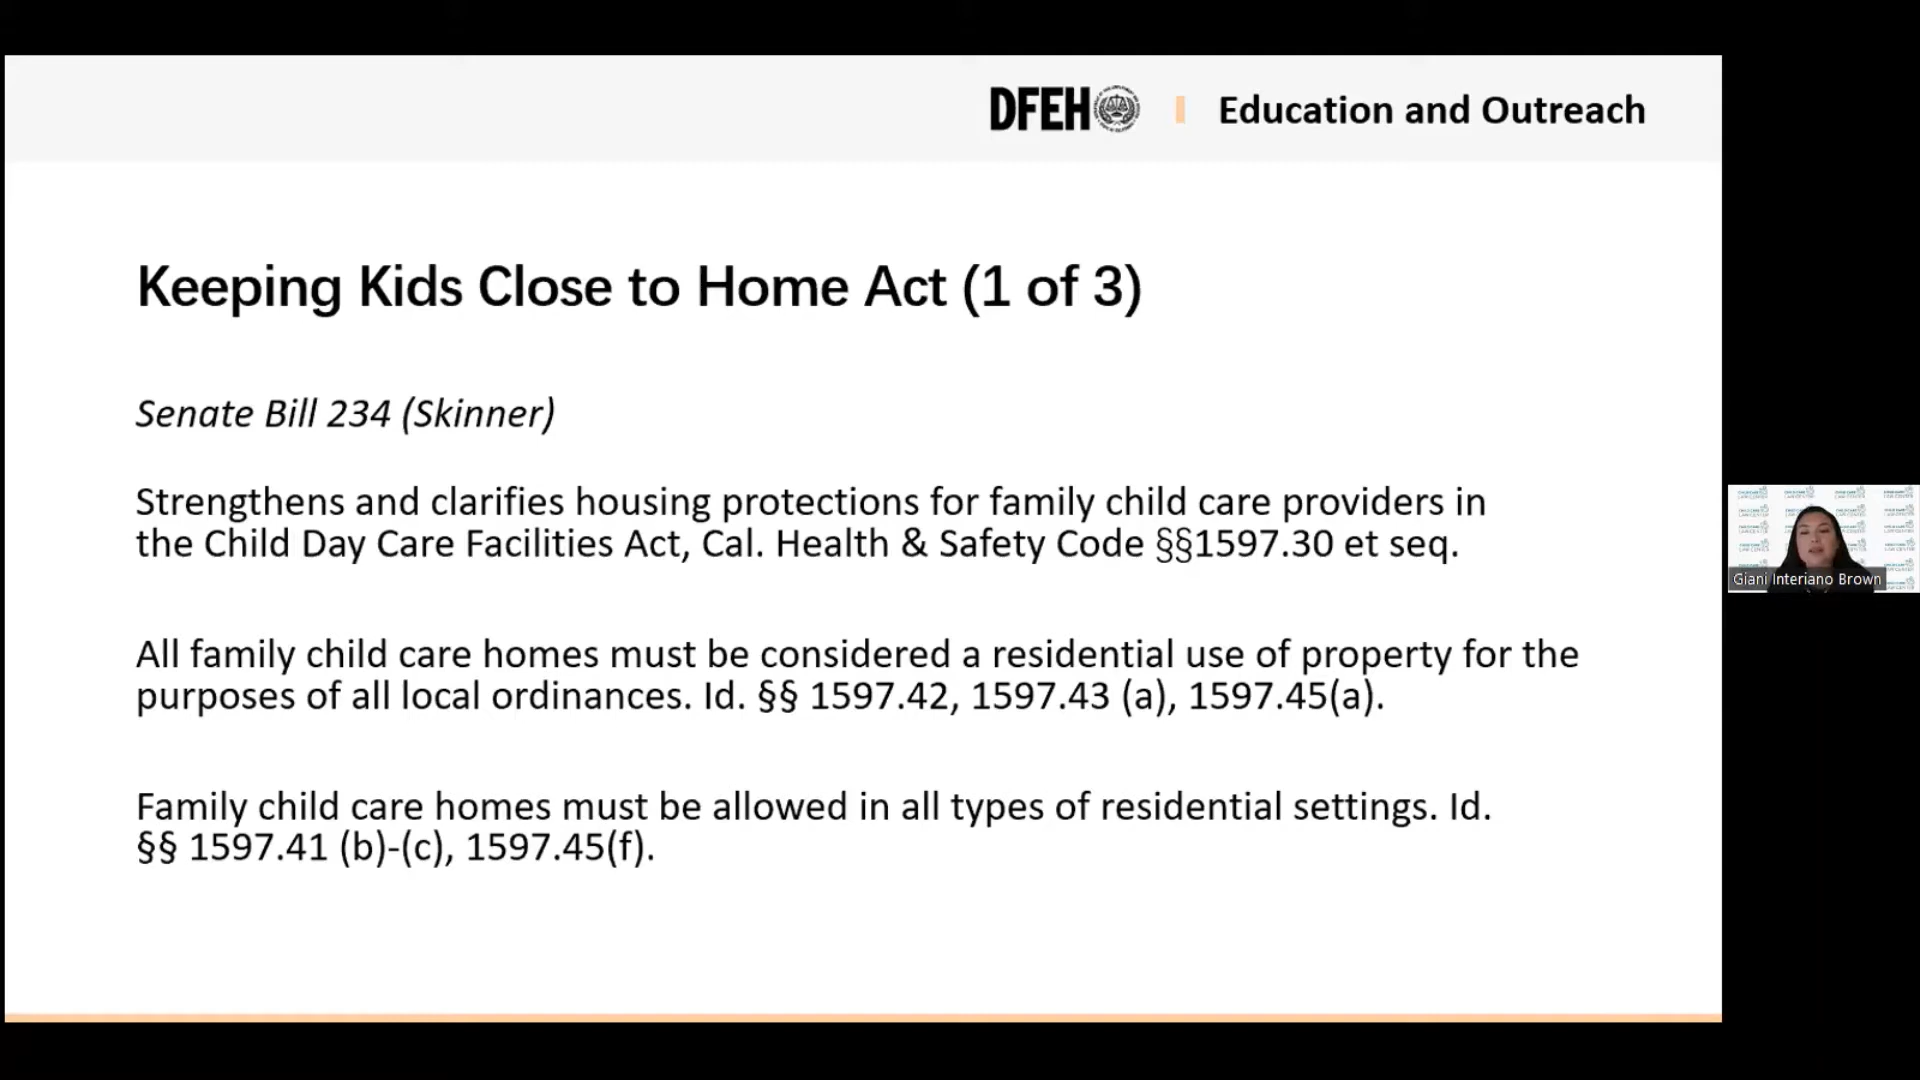 DFEH
Education and Outreach
Keeping Kids Close to Home Act (1 of 3)
Senate Bill 234 (Skinner)
Strengthens and clarifies housing protections for family child care providers in
the Child Day Care Facilities Act, Cal. Health & Safety Code §§1597.30 et seq.
All family child care homes must be considered a residential use of property for the
purposes of all local ordinances. Id. §§ 1597.42, 1597.43 (a), 1597.45(a).
Family child care homes must be allowed in all types of residential settings. Id.
§§ 1597.41 (b)-(c), 1597.45(f).
Giani Interiano Brown